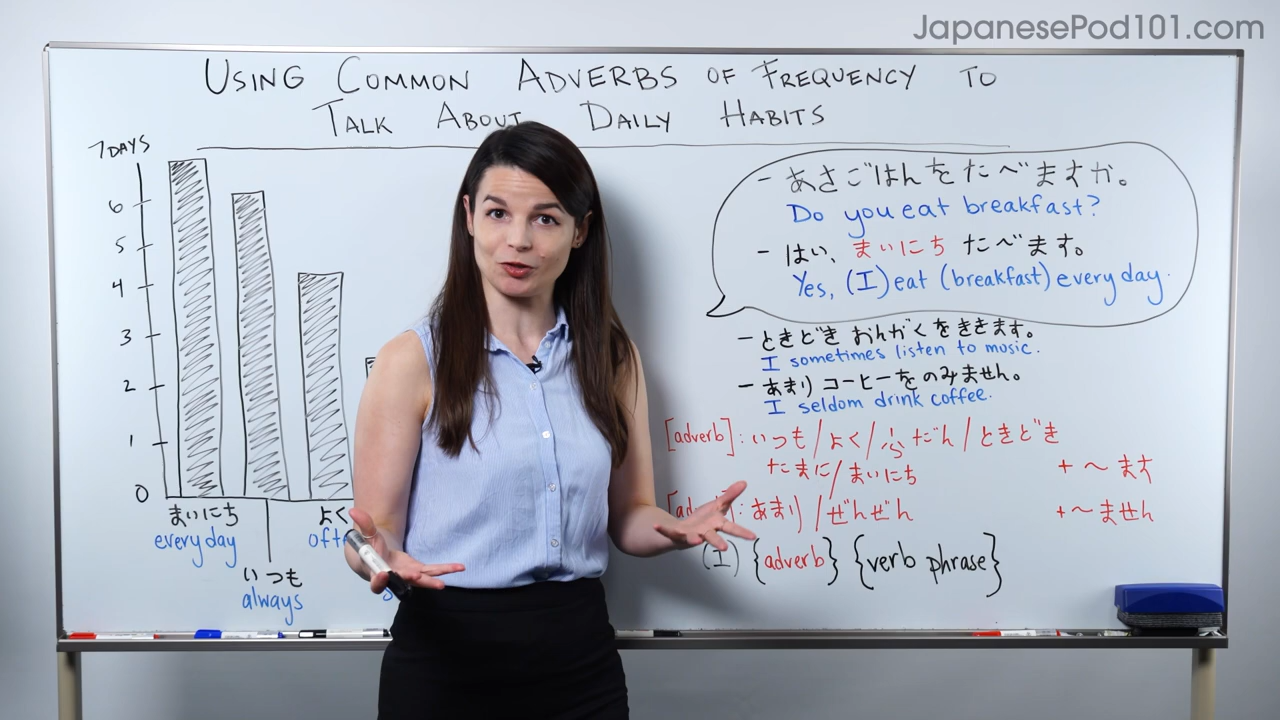 JapanesePod101.com
USING COMMON ADVERBS OF FREQUENCY TO
TALK ABOUT DAILY HABITS
7 DAYS
6
5
4
3
2
1
0
まいにち
every day
いつも
always
よく
- あさごはんをたべますか。
Do you eat breakfast?
- はい、まいにち たべます。
Yes, (I) eat (breakfast) every day.
- ときどき おんがくをききます。
I sometimes listen to music.
- あまり コーヒーをのみません。
I seldom drink coffee.
[adverb]: いつも/よく/ふだん/ときどき
たまに/まいにち + ～ ます
あまり/ぜんぜん + ～ ません
(I) {adverb} {verb phrase}